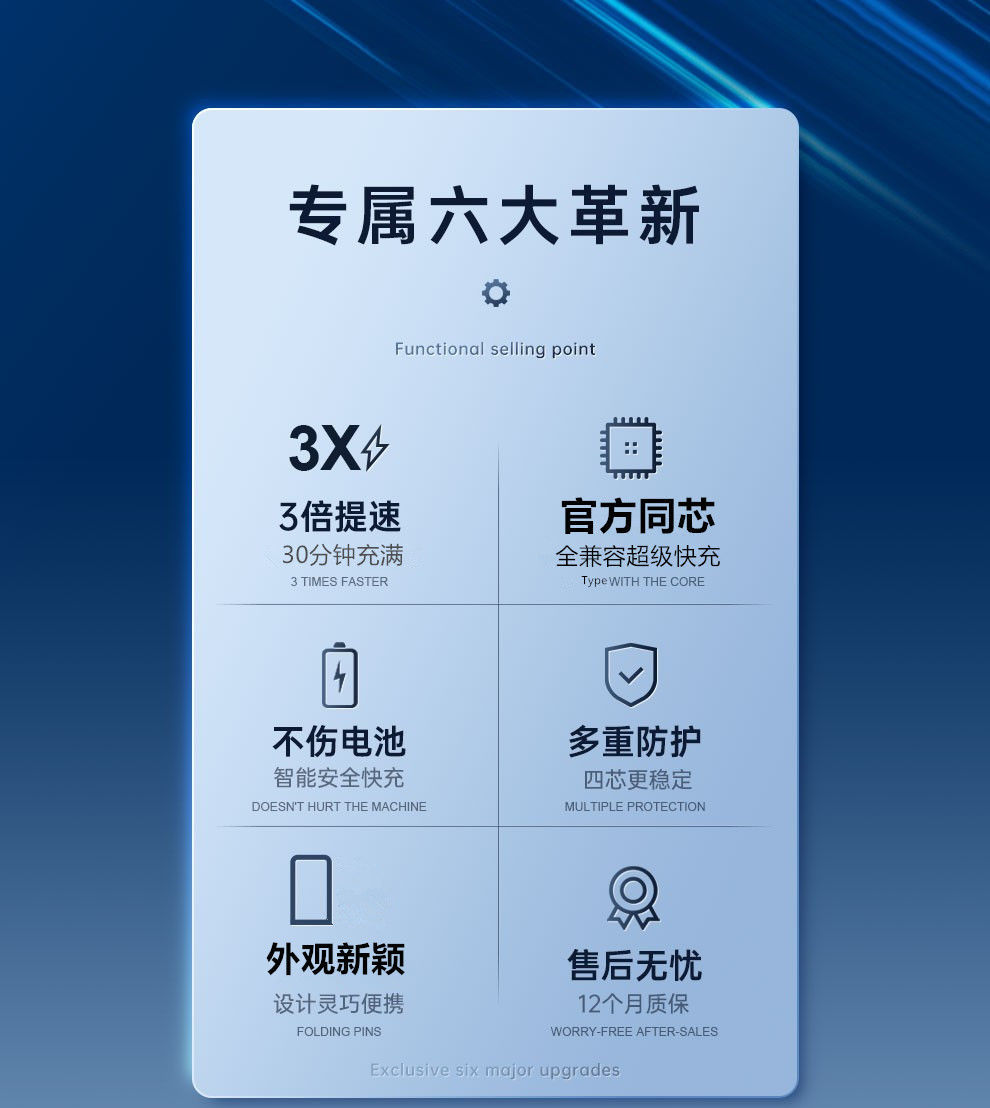 专属六大革新
Functional selling point
3X
3倍提速
30分钟充满
3 TIMES FASTER
官方同芯
全兼容超级快充
Type WITH THE CORE
不伤电池
智能安全快充
DOESN'T HURT THE MACHINE
多重防护
四芯更稳定
MULTIPLE PROTECTION
外观新颖
设计灵巧便携
FOLDING PINS
售后无忧
12个月质保
WORRY-FREE AFTER-SALES
Exclusive six major upgrades